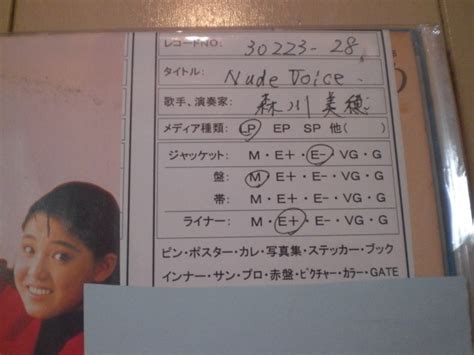 レコードNO: 30223-28
タイトル: Nude Voice
歌手、演奏家: 森川美穂
メディア種類: LP EP SP 他( )
ジャケット: M・E+・E-・VG・G
盤: M・E+・E-・VG・G
帯: M・E+・E-・VG・G
ライナー: M・E+・E-・VG・G
ピン・ポスター・カレ・写真集・ステッカー・ブック
インナー・サン・プロ・赤盤・ピクチャー・カラー・GATE